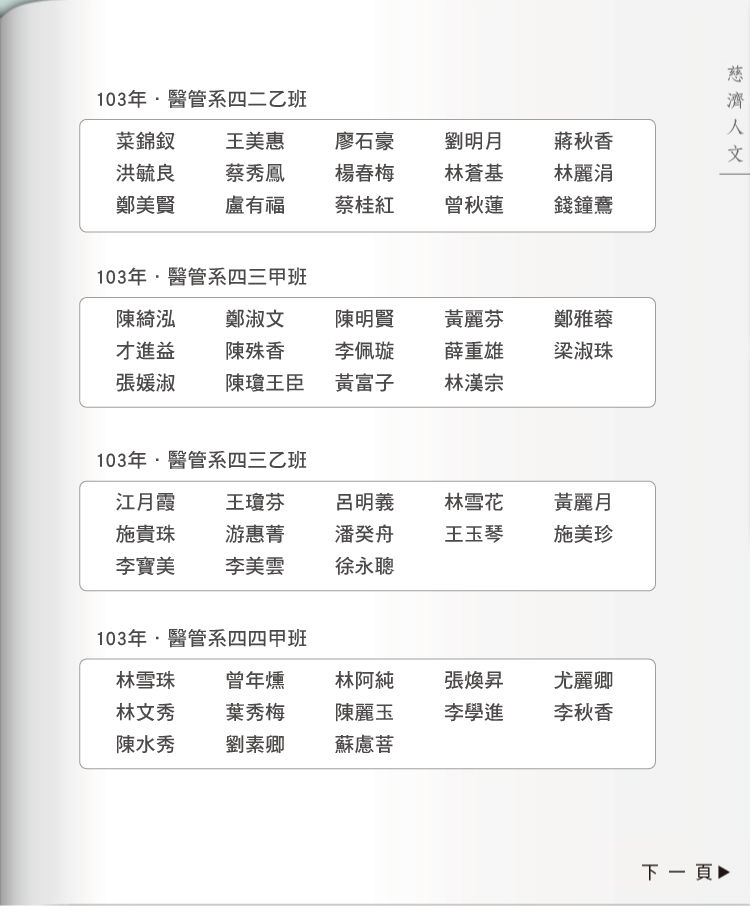 慈濟人文
103年．醫管系四二乙班
菜錦釵 王美惠 廖石豪 劉明月 蔣秋香
洪毓良 蔡秀鳳 楊春梅 林蒼基 林麗涓
鄭美賢 盧有福 蔡桂紅 曾秋蓮 錢鐘鶱
103年．醫管系四三甲班
陳綺泓 鄭淑文 陳明賢 黃麗芬 鄭雅蓉
才進益 陳殊香 李佩璇 薛重雄 梁淑珠
張媛淑 陳瓊王臣 黃富子 林漢宗
103年．醫管系四三乙班
江月霞 王瓊芬 呂明義 林雪花 黃麗月
施貴珠 游惠菁 潘癸舟 王玉琴 施美珍
李寶美 李美雲 徐永聰
103年．醫管系四四甲班
林雪珠 曾年燻 林阿純 張煥昇 尤麗卿
林文秀 葉秀梅 陳麗玉 李學進 李秋香
陳水秀 劉素卿 蘇慮菩
下一頁▶